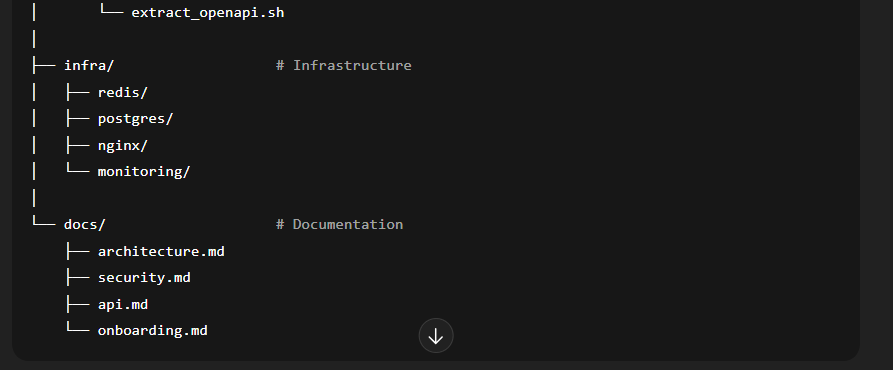 │       └── extract_openapi.sh
│
├── infra/                   # Infrastructure
│   ├── redis/
│   ├── postgres/
│   ├── nginx/
│   └── monitoring/
│
└── docs/                    # Documentation
    ├── architecture.md
    ├── security.md
    ├── api.md
    └── onboarding.md